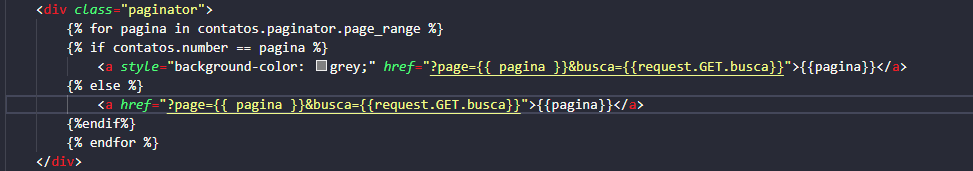 <div class="paginator">
{% for pagina in contatos.paginator.page_range %}
{% if contatos.number == pagina %}
<a style="background-color: grey;" href="?page={{ pagina }}&busca={{request.GET.busca}}">{{pagina}}</a>
{% else %}
<a href="?page={{ pagina }}&busca={{request.GET.busca}}">{{pagina}}</a>
{%endif%}
{% endfor %}
</div>